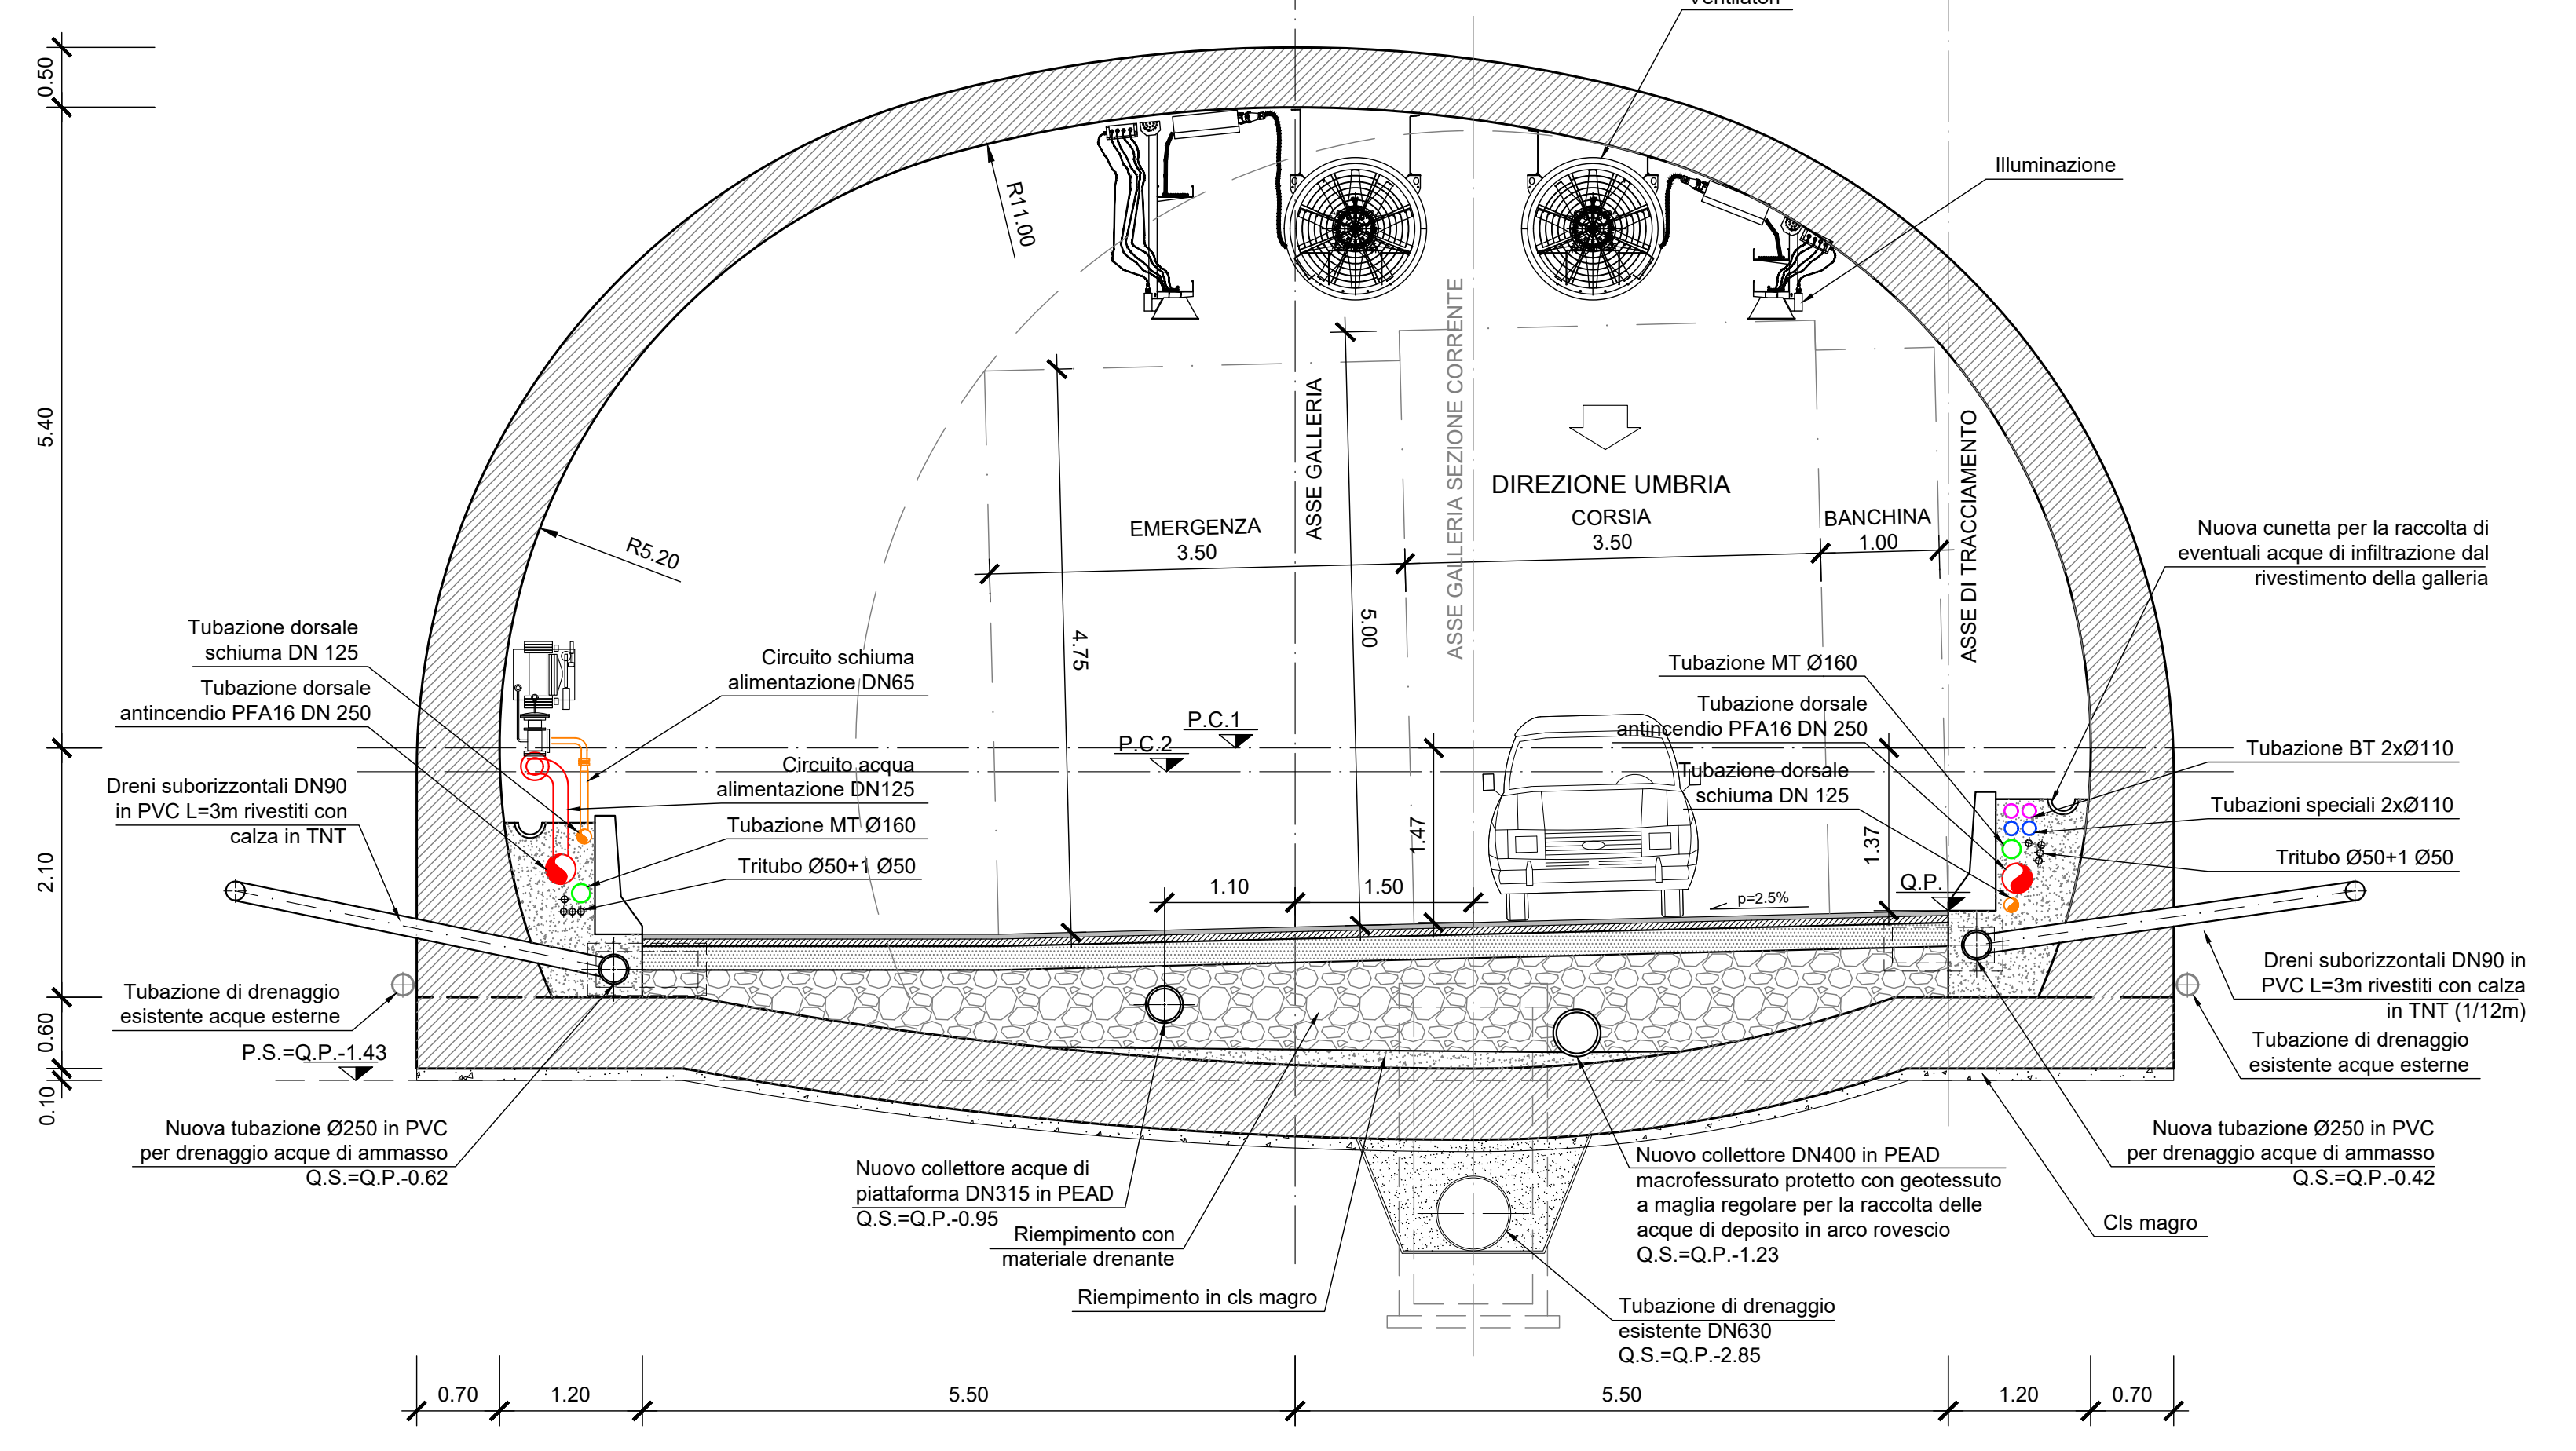 Ventilatori
0.50
Illuminazione
R11.00
5.40
ASSE GALLERIA
ASSE GALLERIA SEZIONE CORRENTE
ASSE DI TRACCIAMENTO
DIREZIONE UMBRIA
EMERGENZA
3.50
CORSIA
3.50
BANCHINA
1.00
R5.20
Nuova cunetta per la raccolta di
eventuali acque di infiltrazione dal
rivestimento della galleria
4.75
5.00
Tubazione dorsale
schiuma DN 125
Tubazione dorsale
antincendio PFA16 DN 250
Dreni suborizzontali DN90
in PVC L=3m rivestiti con
calza in TNT
Circuito schiuma
alimentazione DN65
Circuito acqua
alimentazione DN125
Tubazione MT Ø160
Tritubo Ø50+1 Ø50
P.C.1
P.C.2
Tubazione MT Ø160
Tubazione dorsale
antincendio PFA16 DN 250
Tubazione dorsale
schiuma DN 125
Tubazione BT 2xØ110
Tubazioni speciali 2xØ110
Tritubo Ø50+1 Ø50
1.47
1.37
2.10
1.10
1.50
p=2.5%
Q.P.
Tubazione di drenaggio
esistente acque esterne
P.S.=Q.P.-1.43
0.60
0.10
Dreni suborizzontali DN90 in
PVC L=3m rivestiti con calza
in TNT (1/12m)
Tubazione di drenaggio
esistente acque esterne
Nuova tubazione Ø250 in PVC
per drenaggio acque di ammasso
Q.S.=Q.P.-0.62
Nuovo collettore acque di
piattaforma DN315 in PEAD
Q.S.=Q.P.-0.95
Riempimento con
materiale drenante
Riempimento in cls magro
Nuovo collettore DN400 in PEAD
macrofessurato protetto con geotessuto
a maglia regolare per la raccolta delle
acque di deposito in arco rovescio
Q.S.=Q.P.-1.23
Tubazione di drenaggio
esistente DN630
Q.S.=Q.P.-2.85
Nuova tubazione Ø250 in PVC
per drenaggio acque di ammasso
Q.S.=Q.P.-0.42
Cls magro
0.70
1.20
5.50
5.50
1.20
0.70